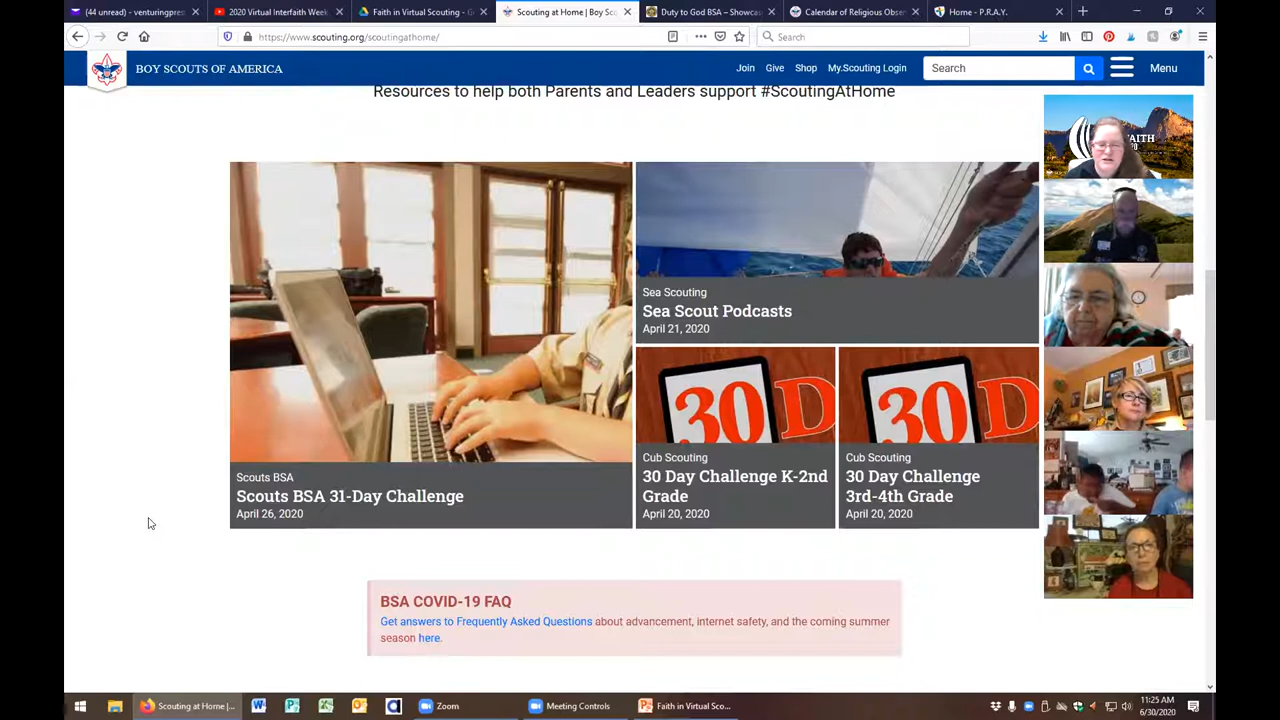 (44 unread) - venturingpres
2020 Virtual Interfaith Week
Faith in Virtual Scouting - G
Scouting at Home | Boy Sco
Duty to God BSA – Showcas
Calendar of Religious Obser
Home - P.R.A.Y.
https://www.scouting.org/scoutingathome/
Search
BOY SCOUTS OF AMERICA
Join
Give
Shop
My.Scouting Login
Search
Menu
Resources to help both Parents and Leaders support #ScoutingAtHome
FAITH
Sea Scouting
Sea Scout Podcasts
April 21, 2020
30 D
30 D
Scouts BSA
Scouts BSA 31-Day Challenge
April 26, 2020
Cub Scouting
30 Day Challenge K-2nd
Grade
April 20, 2020
Cub Scouting
30 Day Challenge
3rd-4th Grade
April 20, 2020
BSA COVID-19 FAQ
Get answers to Frequently Asked Questions about advancement, internet safety, and the coming summer
season here.
Scouting at Home |...
Zoom
Meeting Controls
Faith in Virtual Sco...
11:25 AM
6/30/2020